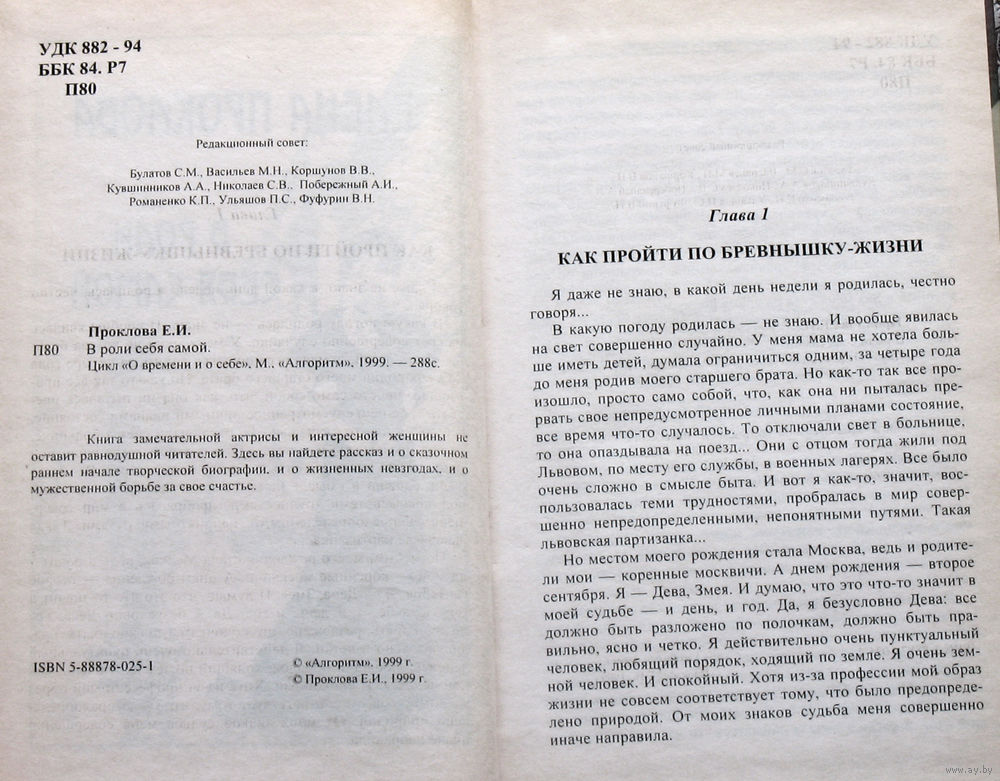 УДК 882 - 94
ББК 84. Р7
П80
Редакционный совет:
Булатов С.М., Васильев М.Н., Коршунов В.В.,
Кувшинников А.А., Николаев С.В., Побережный А.И.,
Романенко К.П., Ульяшов П.С., Фуфурин В.Н.
Проклова Е.И.
П80 В роли себя самой.
Цикл «О времени и о себе». М., «Алгоритм», 1999. — 288с.
Книга замечательной актрисы и интересной женщины не
оставит равнодушной читателей. Здесь вы найдете рассказ и о сказочном
раннем начале творческой биографии, и о жизненных невзгодах, и о
мужественной борьбе за свое счастье.
ISBN 5-88878-025-1
© «Алгоритм», 1999 г.
© Проклова Е.И., 1999 г.
Глава 1
КАК ПРОЙТИ ПО БРЕВНЫШКУ-ЖИЗНИ
Я даже не знаю, в какой день недели я родилась, честно
говоря...
В какую погоду родилась — не знаю. И вообще явилась
на свет совершенно случайно. У меня мама не хотела боль-
ше иметь детей, думала ограничиться одним, за четыре года
до меня родив моего старшего брата. Но как-то так все про-
изошло, просто само собой, что, как она ни пыталась пре-
рвать свое непредусмотренное личными планами состояние,
все время что-то случалось. То отключали свет в больнице,
то она опаздывала на поезд... Они с отцом тогда жили под
Львовом, по месту его службы, в военных лагерях. Все было
очень сложно в смысле быта. И вот я как-то, значит, вос-
пользовалась теми трудностями, пробралась в мир совер-
шенно непредопределенными, непонятными путями. Такая
львовская партизанка...
Но местом моего рождения стала Москва, ведь и родите-
ли мои — коренные москвичи. А днем рождения — второе
сентября. Я — Дева, Змея. И думаю, что это что-то значит в
моей судьбе — и день, и год. Да, я безусловно Дева: все
должно быть разложено по полочкам, должно быть пра-
вильно, ясно и четко. Я действительно очень пунктуальный
человек, любящий порядок, ходящий по земле. Я очень зем-
ной человек. И спокойный. Хотя из-за профессии мой образ
жизни не совсем соответствует тому, что было предопреде-
лено природой. От моих знаков судьба меня совершенно
иначе направила.
www.ay.by